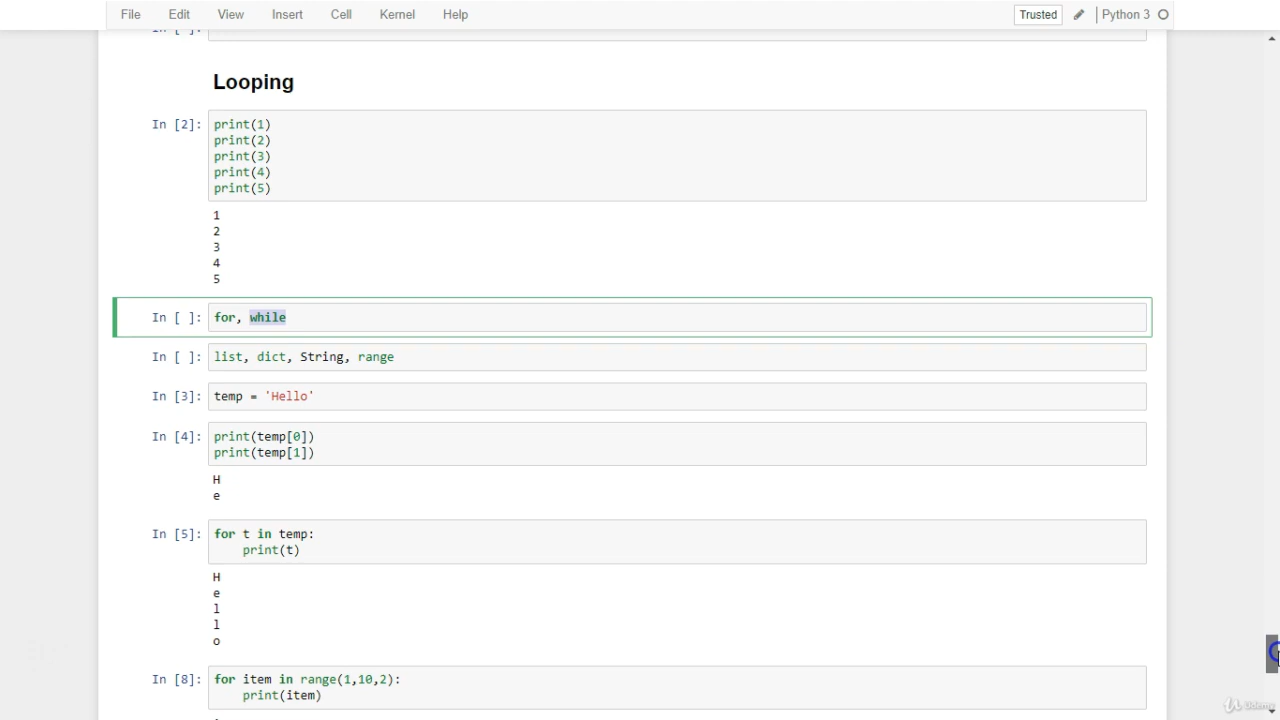 File Edit View Insert Cell Kernel Help Trusted Python 3
In [ ]:
Looping
In [2]: print(1)
print(2)
print(3)
print(4)
print(5)
1
2
3
4
5
In [ ]: for, while
In [ ]: list, dict, String, range
In [3]: temp = 'Hello'
In [4]: print(temp[0])
print(temp[1])
H
e
In [5]: for t in temp:
    print(t)
H
e
l
l
o
In [8]: for item in range(1,10,2):
    print(item)
Udemy